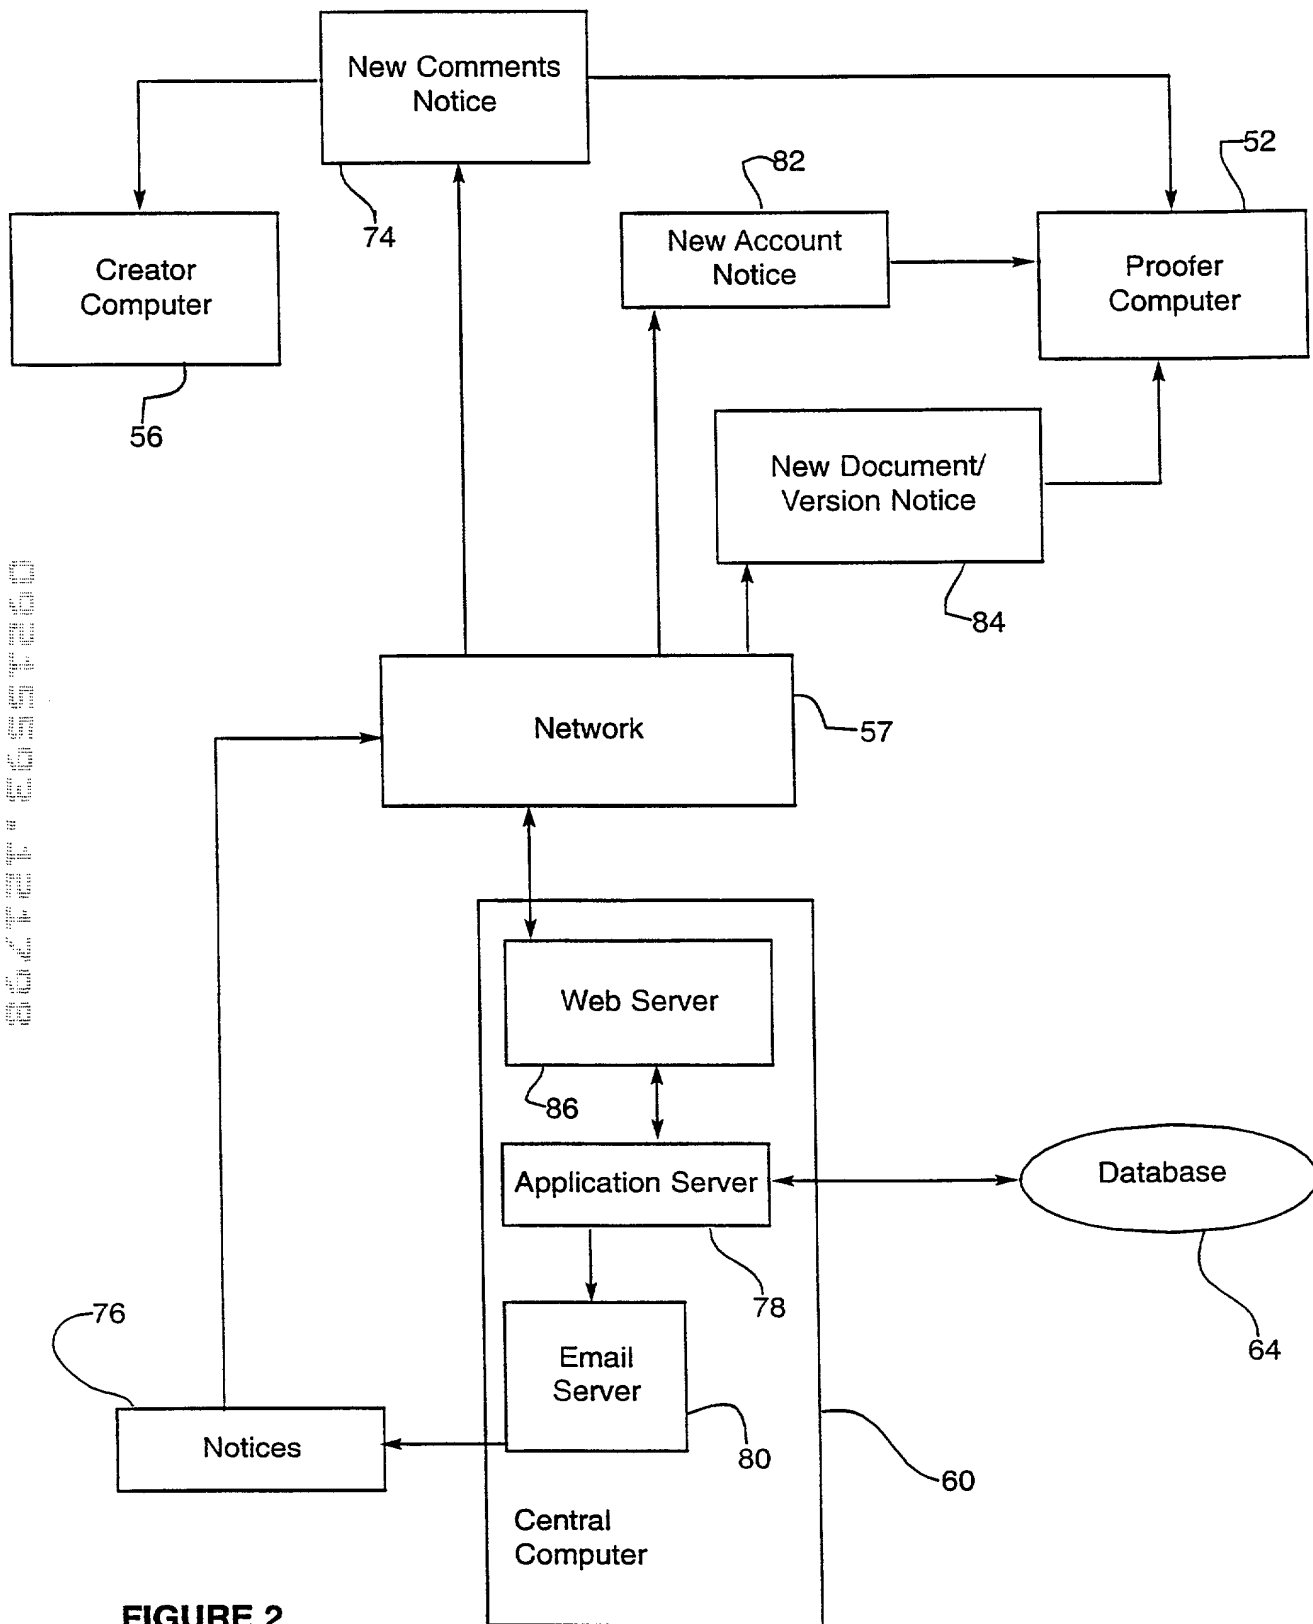 New Comments
Notice
74
82
52
New Account
Notice
Proofer
Computer
Creator
Computer
56
New Document/
Version Notice
84
Network
57
Web Server
86
Application Server
Database
78
64
76
Email
Server
Notices
80
60
Central
Computer
FIGURE 2